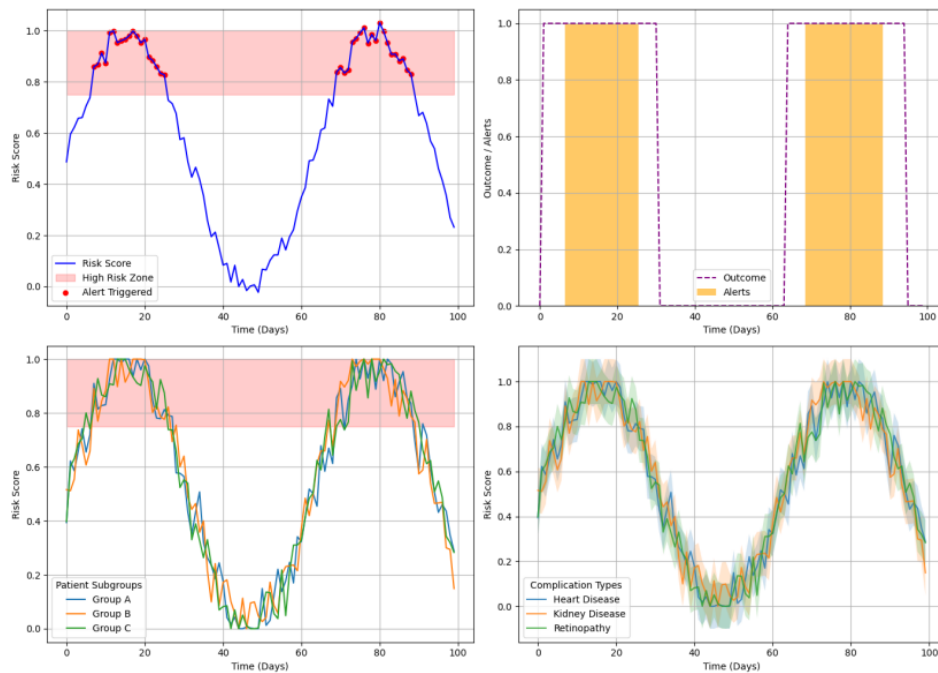 1.0
0.8
0.6
0.4
0.2
0.0
Risk Score
Risk Score
High Risk Zone
Alert Triggered
0 20 40 60 80 100
Time (Days)
1.0
0.8
0.6
0.4
0.2
0.0
Outcome / Alerts
Outcome
Alerts
0 20 40 60 80 100
Time (Days)
1.0
0.8
0.6
0.4
0.2
0.0
Risk Score
Patient Subgroups
Group A
Group B
Group C
0 20 40 60 80 100
Time (Days)
1.0
0.8
0.6
0.4
0.2
0.0
Risk Score
Complication Types
Heart Disease
Kidney Disease
Retinopathy
0 20 40 60 80 100
Time (Days)